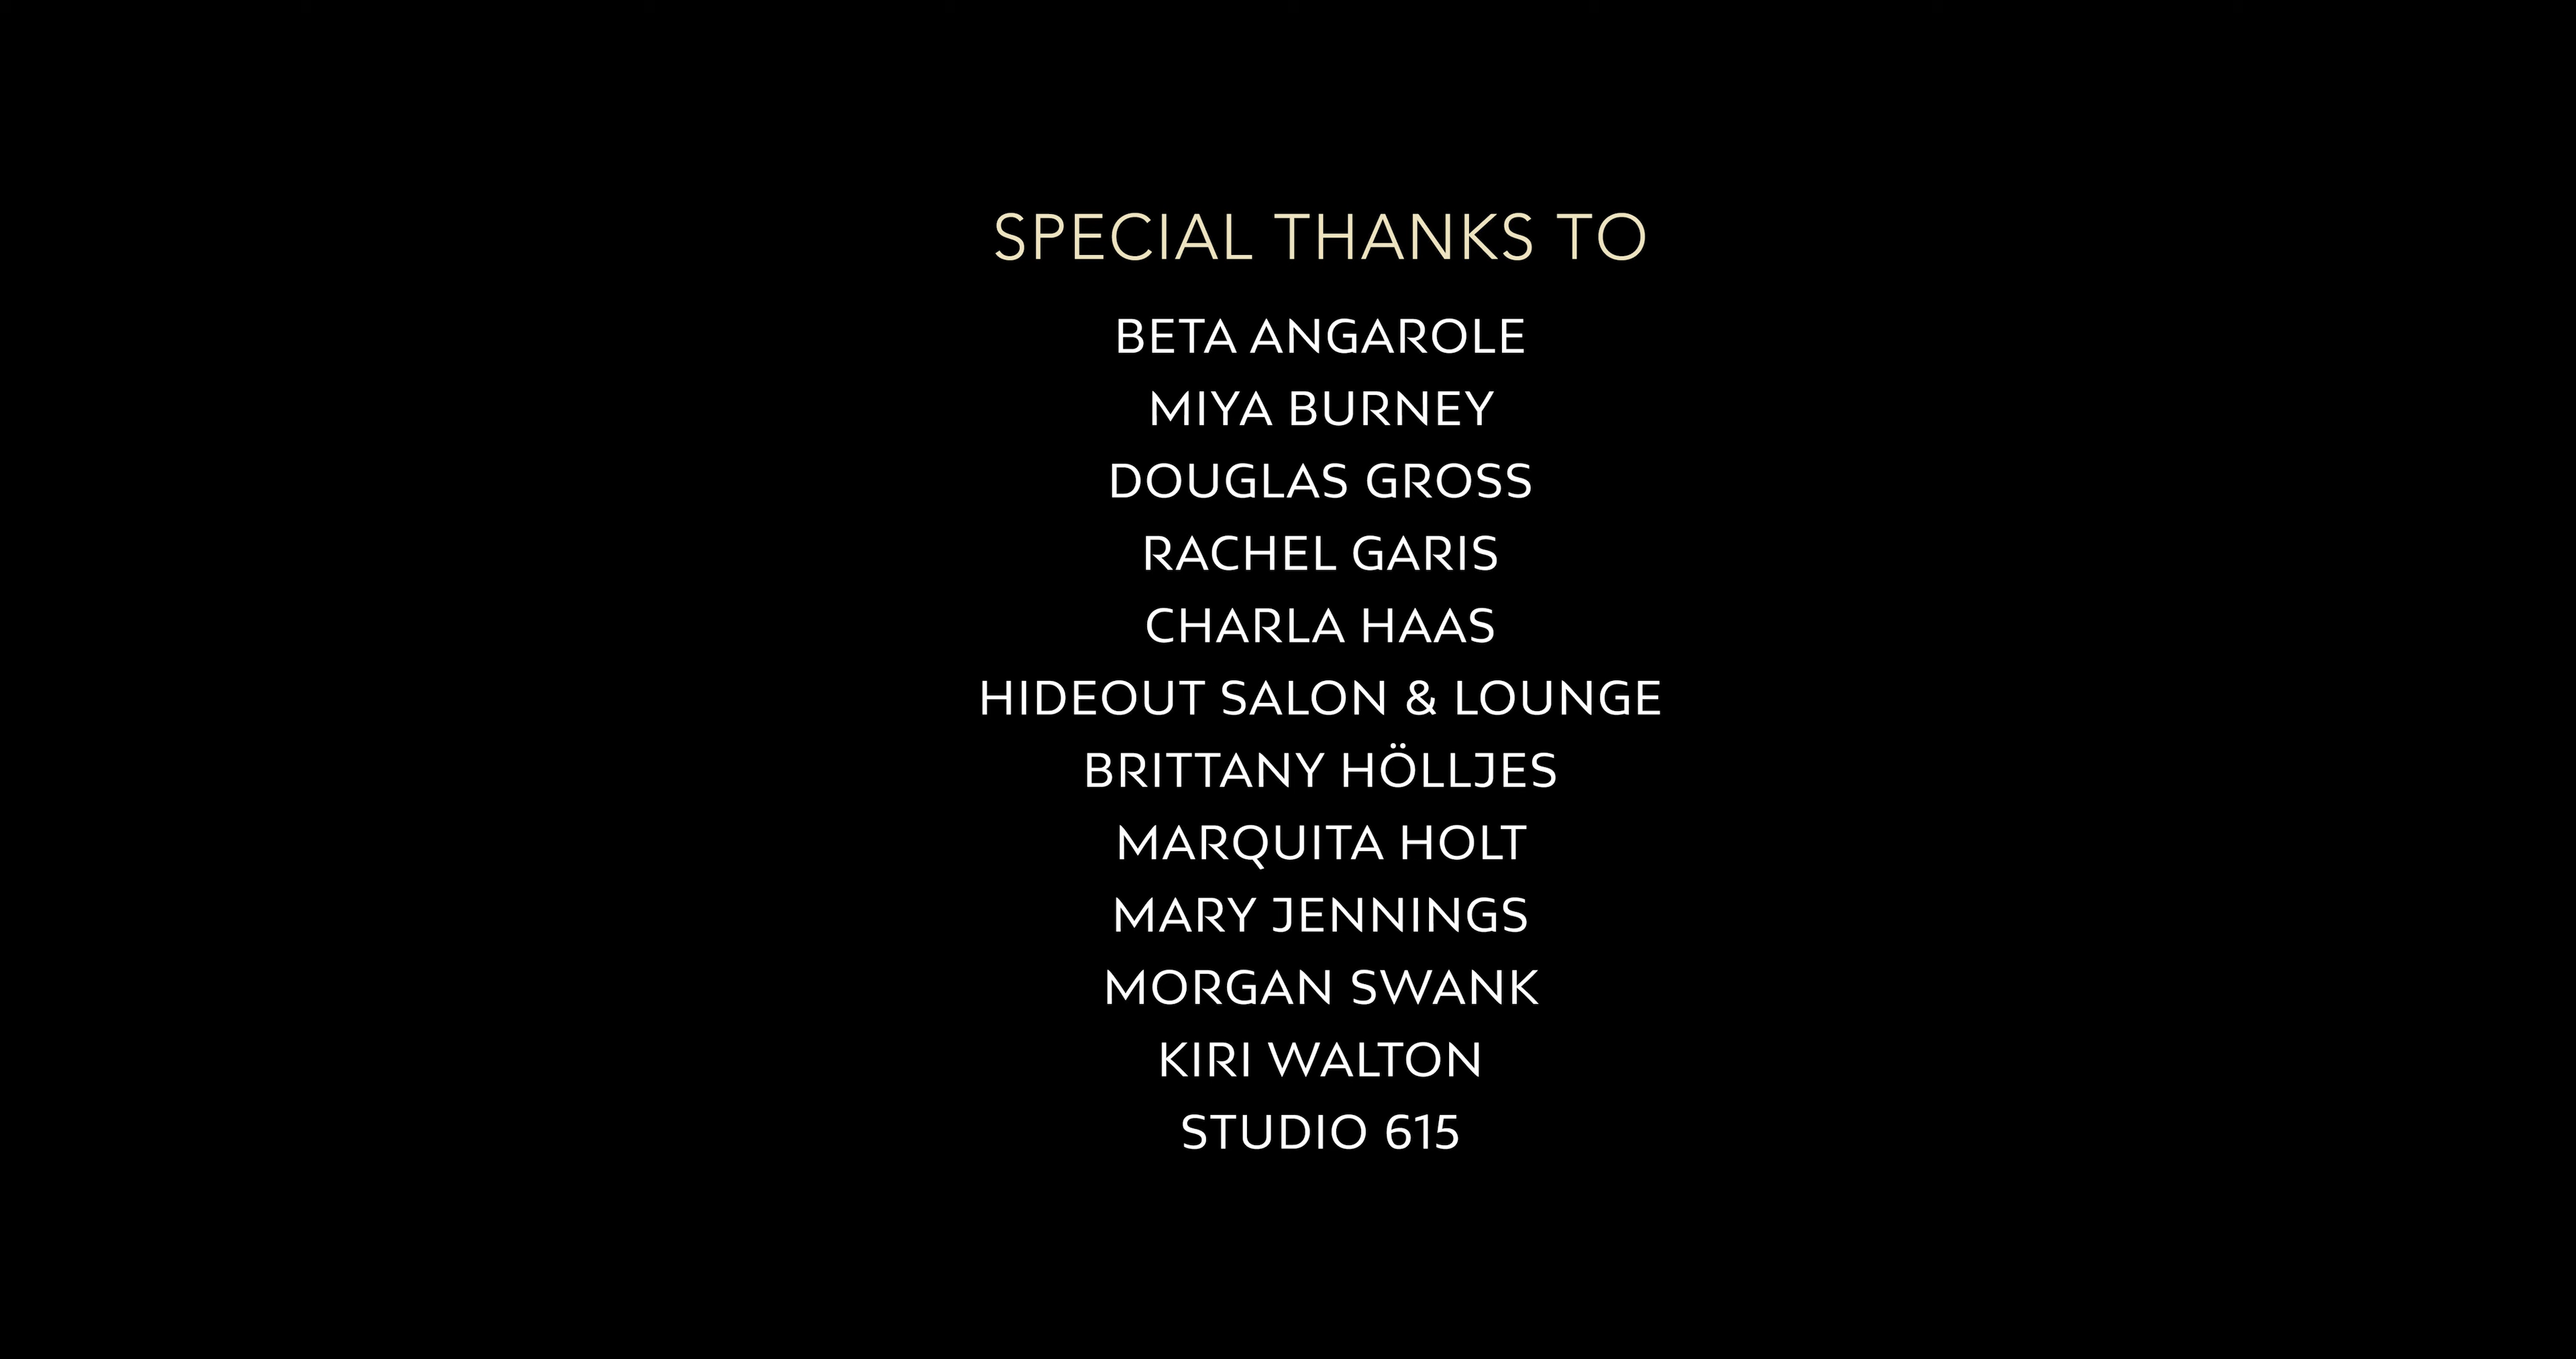 SPECIAL THANKS TO
BETA ANGAROLE
MIYA BURNEY
DOUGLAS GROSS
RACHEL GARIS
CHARLA HAAS
HIDEOUT SALON & LOUNGE
BRITTANY HÖLLJES
MARQUITA HOLT
MARY JENNINGS
MORGAN SWANK
KIRI WALTON
STUDIO 615